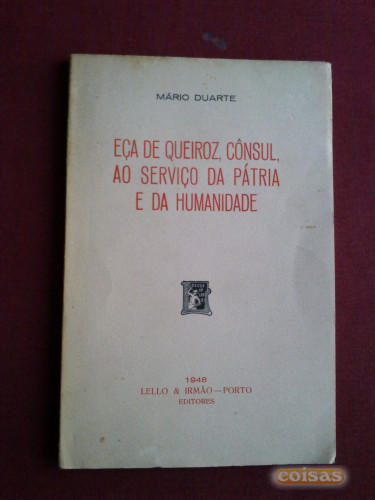 MÁRIO DUARTE
EÇA DE QUEIROZ, CÔNSUL,
AO SERVIÇO DA PÁTRIA
E DA HUMANIDADE
1948
LELLO & IRMÃO—PORTO
EDITORES
coisas